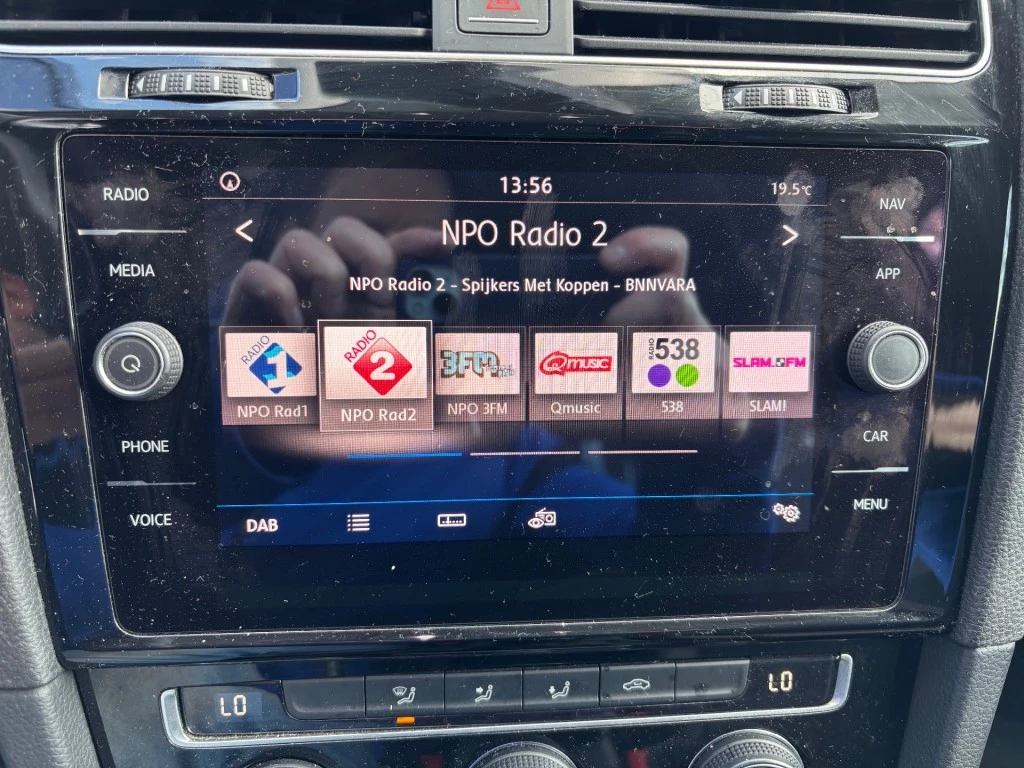 RADIO
MEDIA
PHONE
VOICE
13:56
19.5°C
< NPO Radio 2 >
NPO Radio 2 - Spijkers Met Koppen - BNNVARA
RADIO 1
RADIO 2
3FM
Q MUSIC
RADIO 538
SLAM.FM
NPO Rad1
NPO Rad2
NPO 3FM
Qmusic
538
SLAM!
DAB
NAV
APP
CAR
MENU
LO
LO